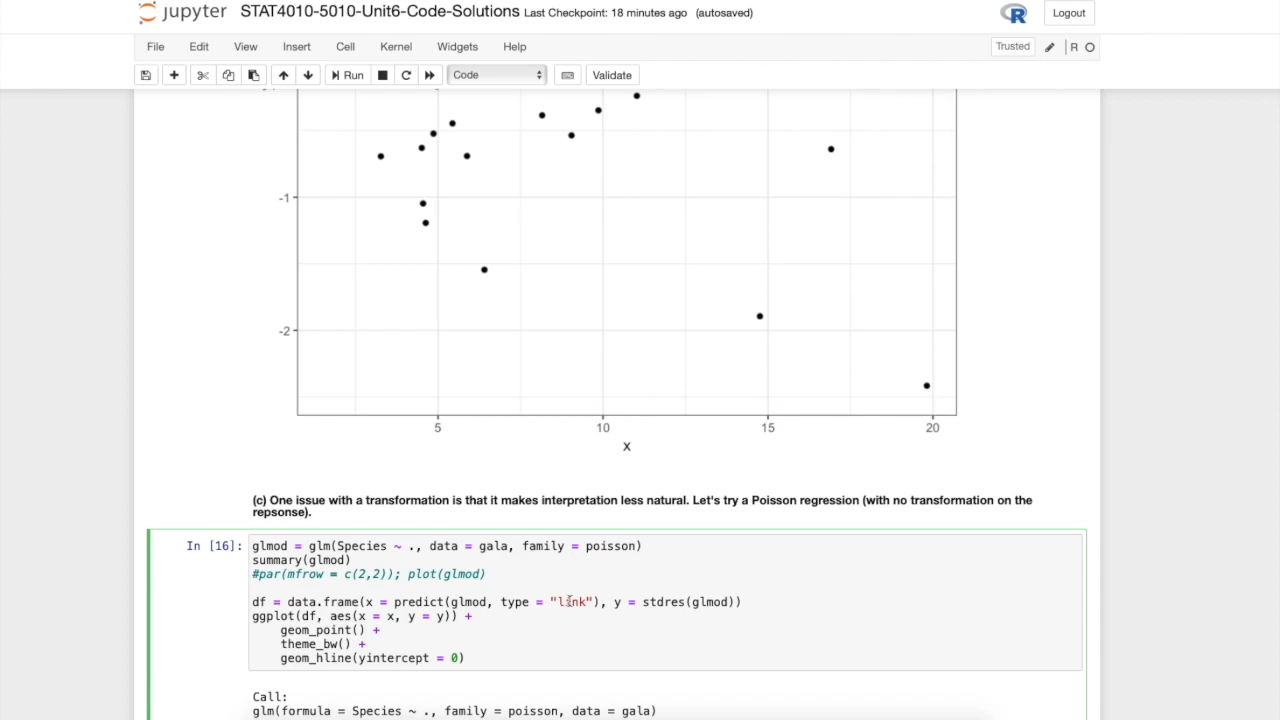 jupyter STAT4010-5010-Unit6-Code-Solutions Last Checkpoint: 18 minutes ago (autosaved) R Logout
File Edit View Insert Cell Kernel Widgets Help Trusted R
Run Code Validate
-1
-2
5 10 15 20
x
(c) One issue with a transformation is that it makes interpretation less natural. Let's try a Poisson regression (with no transformation on the
repsonse).
In [16]: glmod = glm(Species ~ ., data = gala, family = poisson)
summary(glmod)
#par(mfrow = c(2,2)); plot(glmod)
df = data.frame(x = predict(glmod, type = "link"), y = stdres(glmod))
ggplot(df, aes(x = x, y = y)) +
geom_point() +
theme_bw() +
geom_hline(yintercept = 0)
Call:
glm(formula = Species ~ ., family = poisson, data = gala)